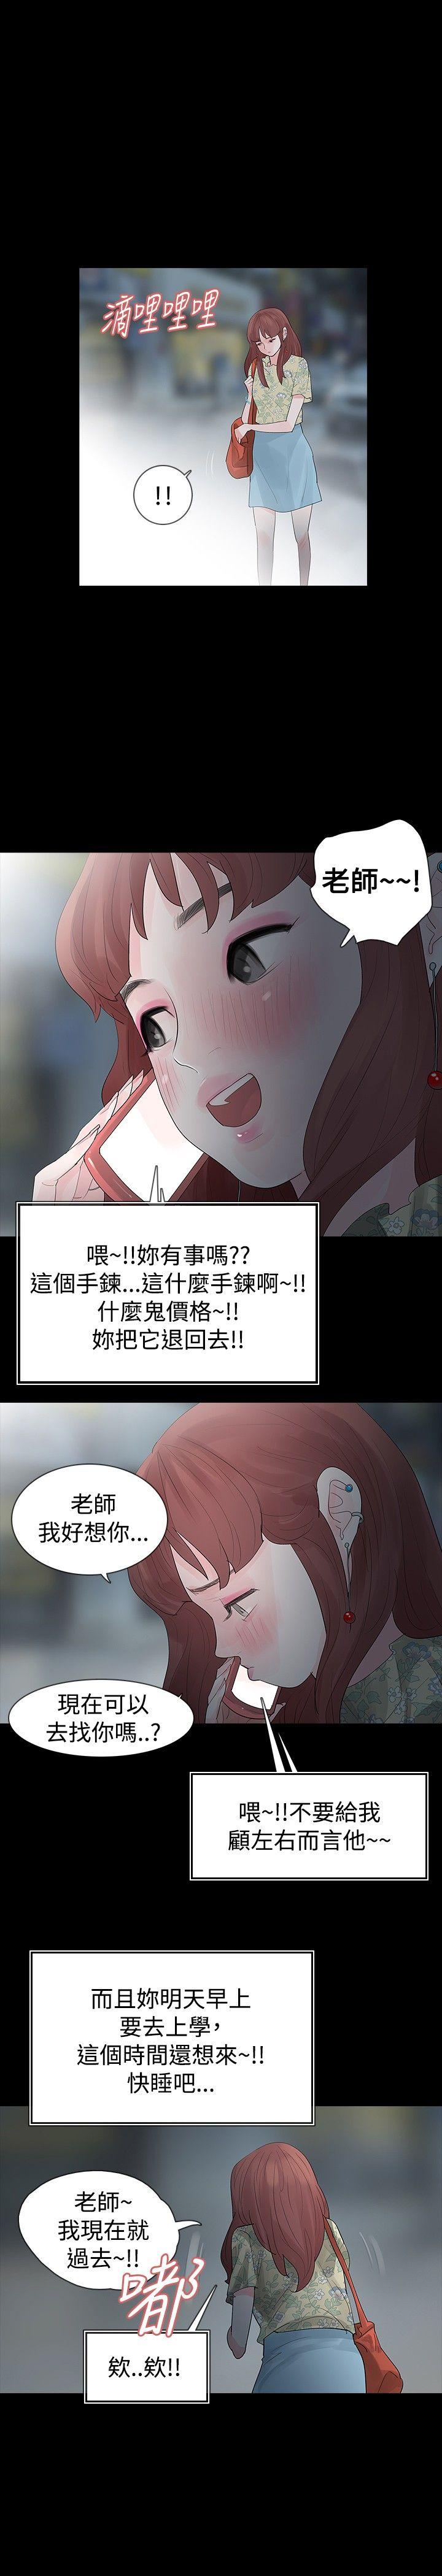 滴哩哩哩
!!
老師~~!
喂~!!妳有事嗎??
這個手鍊...這什麼手鍊啊~!!
什麼鬼價格~!!
妳把它退回去!!
老師
我好想你...
現在可以
去找你嗎..?
喂~!!不要給我
顧左右而言他~~
而且妳明天早上
要去上學,
這個時間還想來~!!
快睡吧...
老師~
我現在就
過去~!!
嘟
欸..欸!!